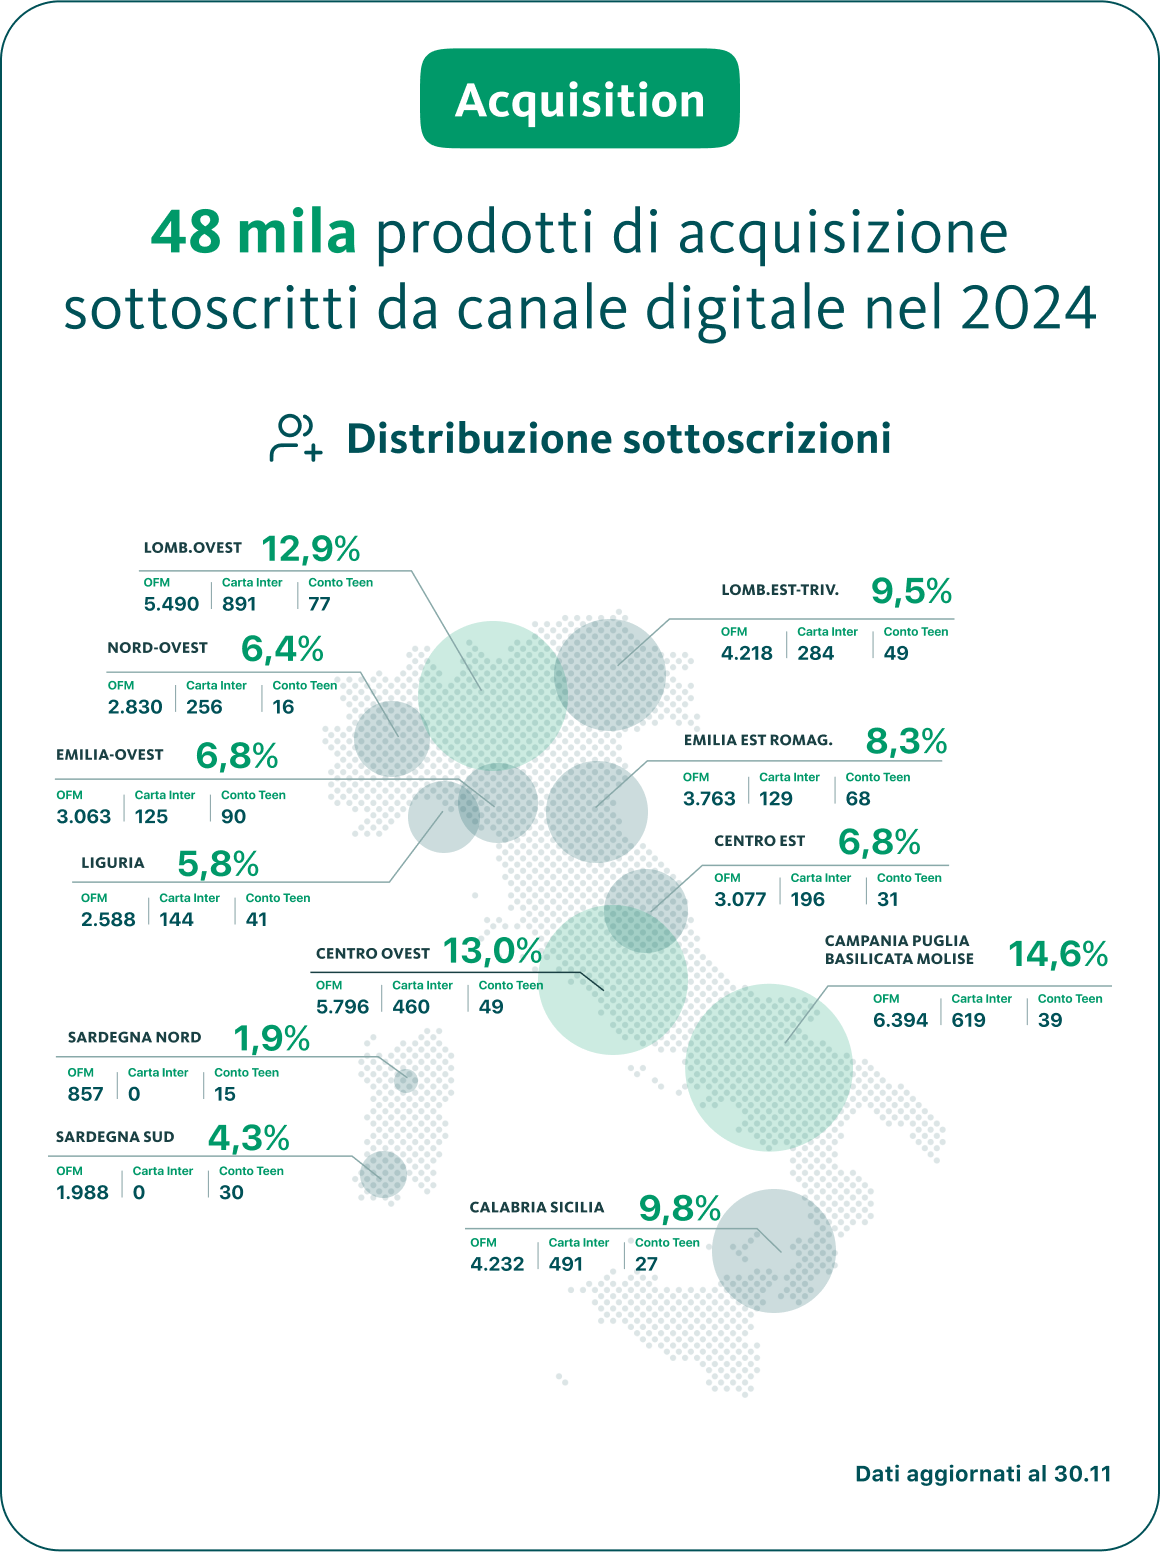 Acquisition
48 mila prodotti di acquisizione
sottoscritti da canale digitale nel 2024
Distribuzione sottoscrizioni
LOMB.OVEST 12,9%
OFM Carta Inter Conto Teen
5.490 891 77
LOMB.EST-TRIV. 9,5%
OFM Carta Inter Conto Teen
4.218 284 49
NORD-OVEST 6,4%
OFM Carta Inter Conto Teen
2.830 256 16
EMILIA-OVEST 6,8%
OFM Carta Inter Conto Teen
3.063 125 90
EMILIA EST ROMAG. 8,3%
OFM Carta Inter Conto Teen
3.763 129 68
LIGURIA 5,8%
OFM Carta Inter Conto Teen
2.588 144 41
CENTRO EST 6,8%
OFM Carta Inter Conto Teen
3.077 196 31
CENTRO OVEST 13,0%
OFM Carta Inter Conto Teen
5.796 460 49
CAMPANIA PUGLIA
BASILICATA MOLISE 14,6%
OFM Carta Inter Conto Teen
6.394 619 39
SARDEGNA NORD 1,9%
OFM Carta Inter Conto Teen
857 0 15
SARDEGNA SUD 4,3%
OFM Carta Inter Conto Teen
1.988 0 30
CALABRIA SICILIA 9,8%
OFM Carta Inter Conto Teen
4.232 491 27
Dati aggiornati al 30.11